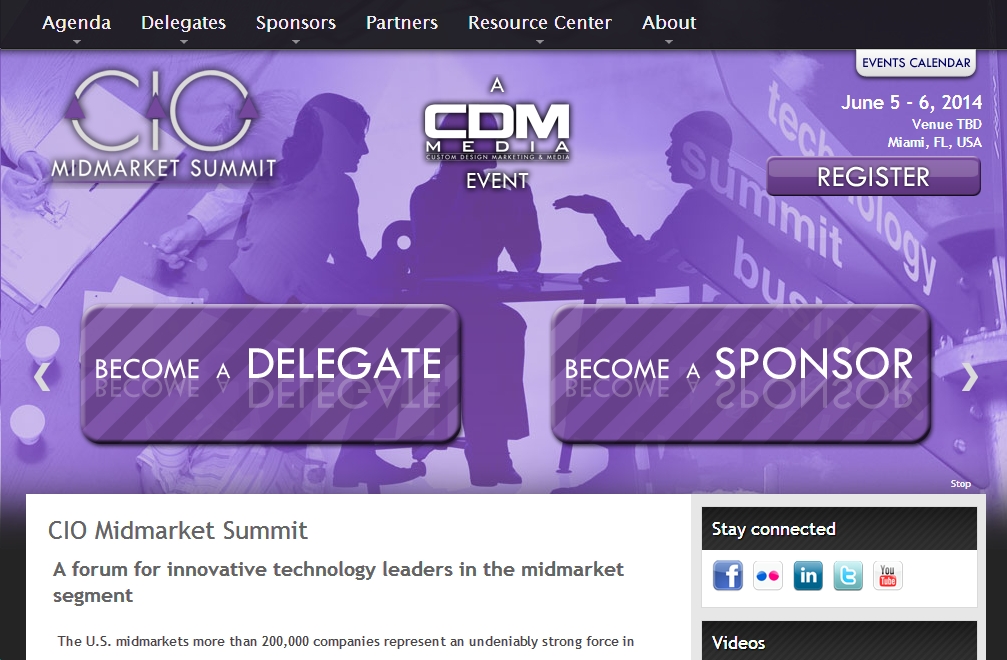 Agenda Delegates Sponsors Partners Resource Center About
EVENTS CALENDAR
CIO
MIDMARKET SUMMIT
A
CDM
MEDIA
CUSTOM DESIGN MARKETING & MEDIA
EVENT
June 5 - 6, 2014
Venue TBD
Miami, FL, USA
REGISTER
technology
summit
BECOME A DELEGATE
BECOME A SPONSOR
Stop
CIO Midmarket Summit
A forum for innovative technology leaders in the midmarket
segment
The U.S. midmarkets more than 200,000 companies represent an undeniably strong force in
Stay connected
f
in
t
You
Tube
Videos